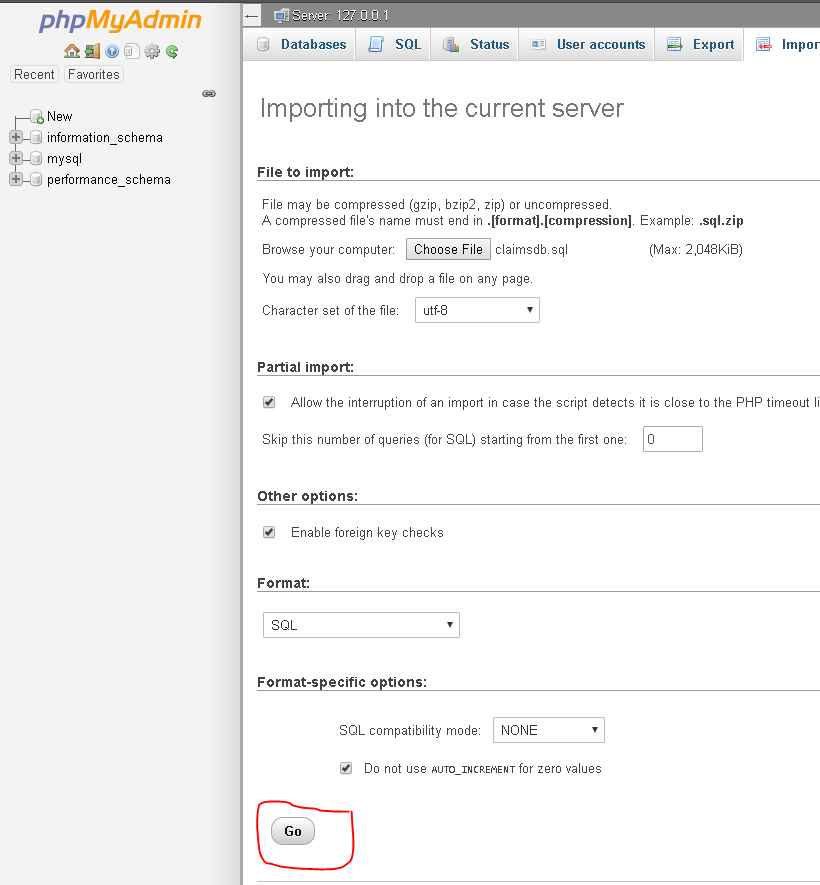 phpMyAdmin
Recent Favorites
New
information_schema
mysql
performance_schema
Server: 127.0.0.1
Databases SQL Status User accounts Export Impor
Importing into the current server
File to import:
File may be compressed (gzip, bzip2, zip) or uncompressed.
A compressed file's name must end in .[format].[compression]. Example: .sql.zip
Browse your computer: Choose File claimsdb.sql (Max: 2,048KiB)
You may also drag and drop a file on any page.
Character set of the file: utf-8
Partial import:
Allow the interruption of an import in case the script detects it is close to the PHP timeout li
Skip this number of queries (for SQL) starting from the first one: 0
Other options:
Enable foreign key checks
Format:
SQL
Format-specific options:
SQL compatibility mode: NONE
Do not use AUTO_INCREMENT for zero values
Go